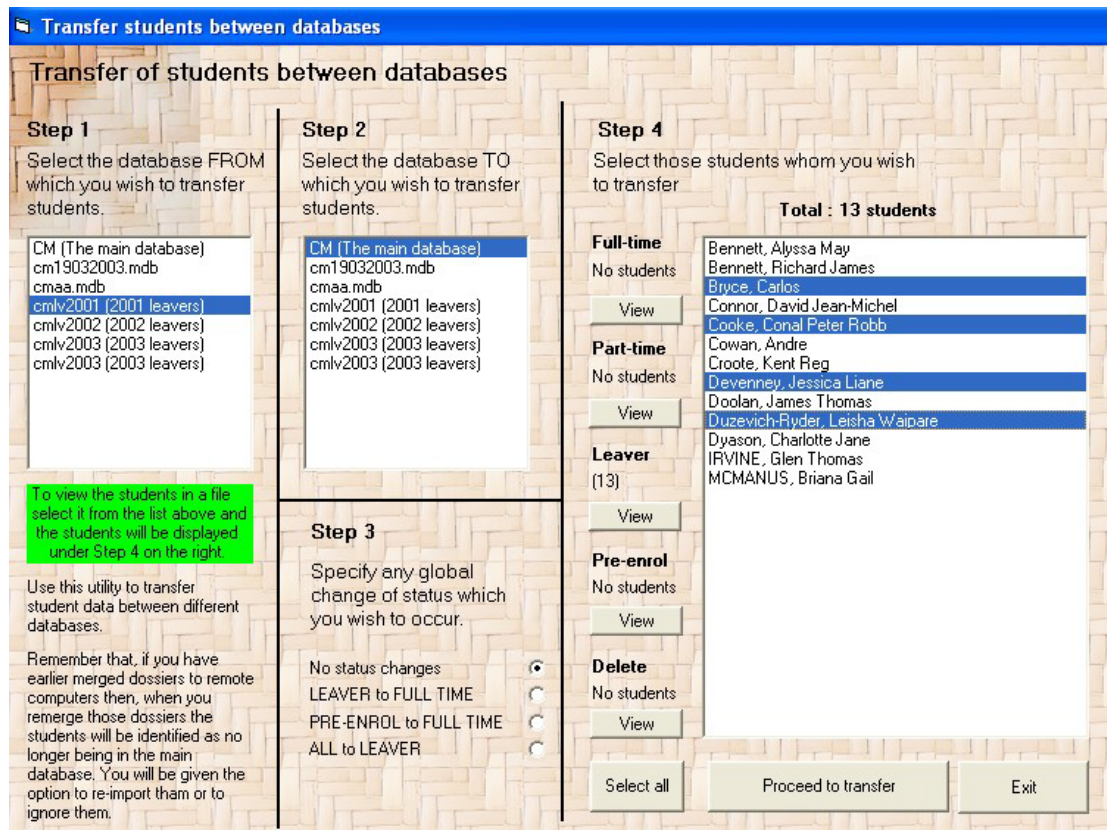 Transfer students between databases
Transfer of students between databases
Step 1
Select the database FROM
which you wish to transfer
students.
CM (The main database)
cm19032003.mdb
cmaa.mdb
cmlv2001 (2001 leavers)
cmlv2002 (2002 leavers)
cmlv2003 (2003 leavers)
cmlv2003 (2003 leavers)
To view the students in a file
select it from the list above and
the students will be displayed
under Step 4 on the right.
Use this utility to transfer
student data between different
databases.
Remember that, if you have
earlier merged dossiers to remote
computers then, when you
remerge those dossiers the
students will be identified as no
longer being in the main
database. You will be given the
option to re-import tham or to
ignore them.
Step 2
Select the database TO
which you wish to transfer
students.
CM (The main database)
cm19032003.mdb
cmaa.mdb
cmlv2001 (2001 leavers)
cmlv2002 (2002 leavers)
cmlv2003 (2003 leavers)
cmlv2003 (2003 leavers)
Step 3
Specify any global
change of status which
you wish to occur.
No status changes
LEAVER to FULL TIME
PRE-ENROL to FULL TIME
ALL to LEAVER
Step 4
Select those students whom you wish
to transfer
Total : 13 students
Full-time
No students
View
Part-time
No students
View
Leaver
(13)
View
Pre-enrol
No students
View
Delete
No students
View
Bennett, Alyssa May
Bennett, Richard James
Bryce, Carlos
Connor, David Jean-Michel
Cooke, Conal Peter Robb
Cowan, Andre
Croote, Kent Reg
Devenney, Jessica Liane
Doolan, James Thomas
Duzevich-Ryder, Leisha Waipare
Dyason, Charlotte Jane
IRVINE, Glen Thomas
MCMANUS, Briana Gail
Select all
Proceed to transfer
Exit